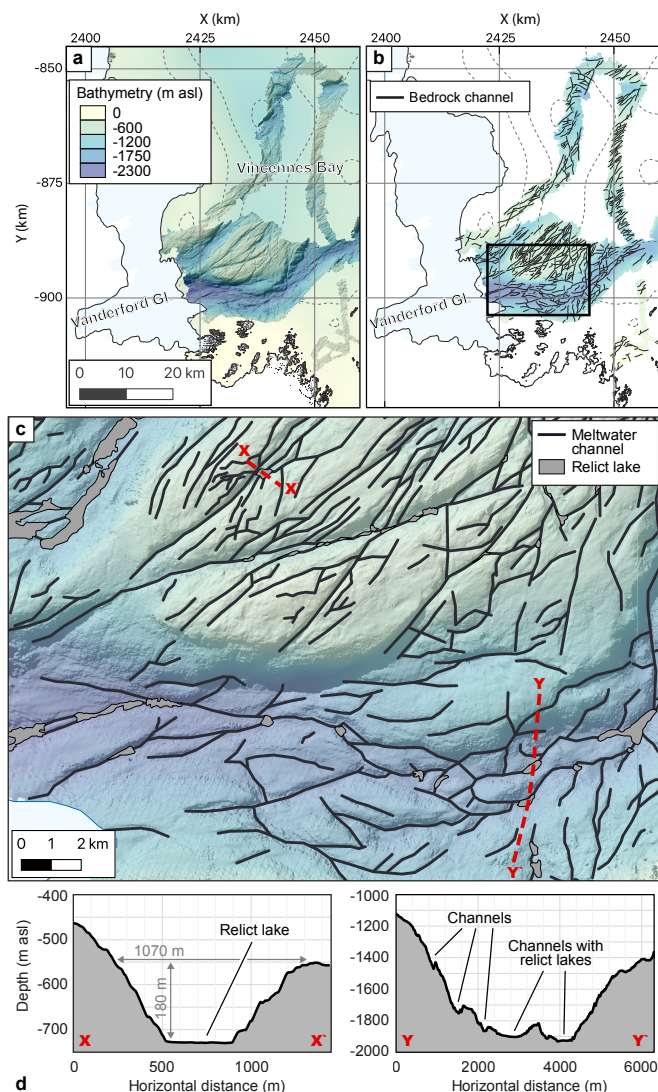 X (km)
X (km)
2400
2425
2450
2400
2425
2450
-850
-875
-900
Y (km)
a
Bathymetry (m asl)
0
-600
-1200
-1750
-2300
Vincennes Bay
Vanderford Gl.
0
10
20 km
b
Bedrock channel
Vanderford Gl.
c
X
X`
Meltwater
channel
Relict lake
Y
Y`
0
1
2 km
-400
-500
-600
-700
Depth (m asl)
1070 m
180 m
Relict lake
X
X`
0
500
1000
Horizontal distance (m)
-1000
-1200
-1400
-1600
-1800
-2000
Channels
Channels with
relict lakes
Y
Y`
0
2000
4000
6000
Horizontal distance (m)
d